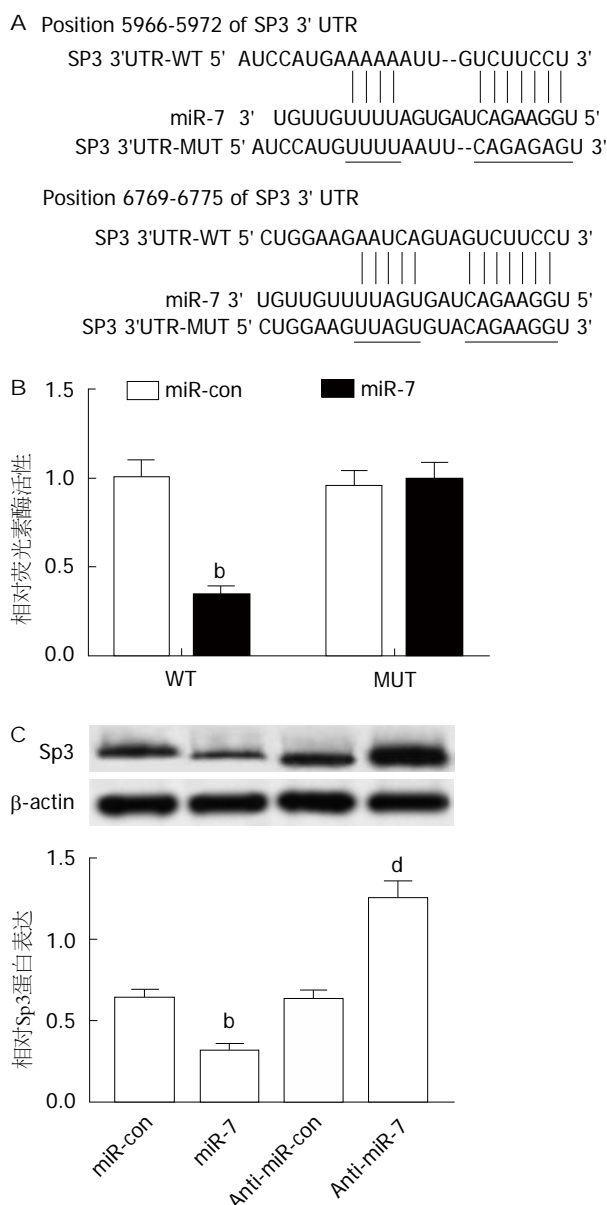 A Position 5966-5972 of SP3 3' UTR
SP3 3'UTR-WT 5' AUCCAUGAAAAAAUU--GUCUUCCU 3'
miR-7 3' UGUUGUUUUAGUGAUCAGAAGGU 5'
SP3 3'UTR-MUT 5' AUCCAUGUUUUAAUU--CAGAGAGU 3'
Position 6769-6775 of SP3 3' UTR
SP3 3'UTR-WT 5' CUGGAAGAAUCAGUAGUCUUCCU 3'
miR-7 3' UGUUGUUUUAGUGAUCAGAAGGU 5'
SP3 3'UTR-MUT 5' CUGGAAGUUAGUGUACAGAAGGU 3'
B
miR-con miR-7
相对荧光素酶活性
1.5
1.0
0.5
0.0
b
WT MUT
C
Sp3
β-actin
相对Sp3蛋白表达
1.5
1.0
0.5
0.0
b
d
miR-con miR-7 Anti-miR-con Anti-miR-7